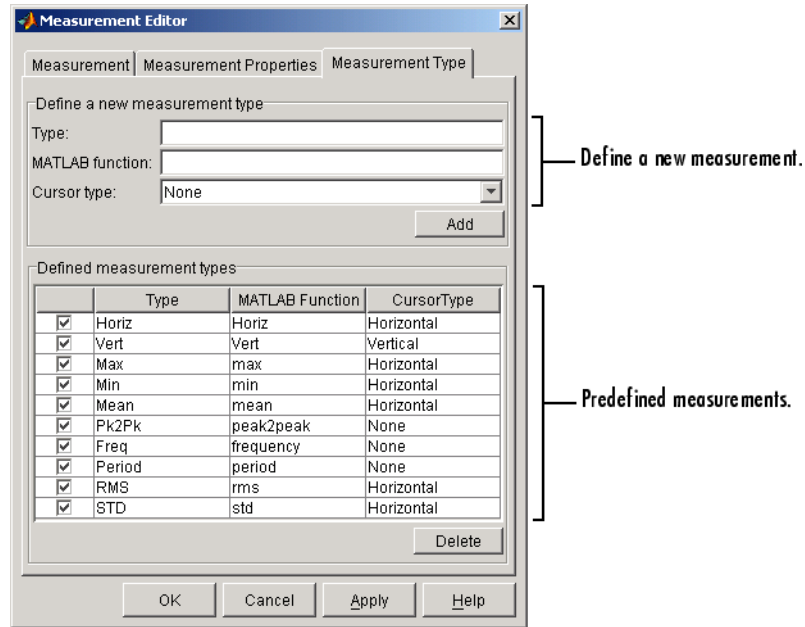 Measurement Editor
Measurement Measurement Properties Measurement Type
Define a new measurement type
Type:
MATLAB function:
Cursor type: None
Add
Define a new measurement.
Defined measurement types
Type MATLAB Function CursorType
Horiz Horiz Horizontal
Vert Vert Vertical
Max max Horizontal
Min min Horizontal
Mean mean Horizontal
Pk2Pk peak2peak None
Freq frequency None
Period period None
RMS rms Horizontal
STD std Horizontal
Predefined measurements.
Delete
OK Cancel Apply Help